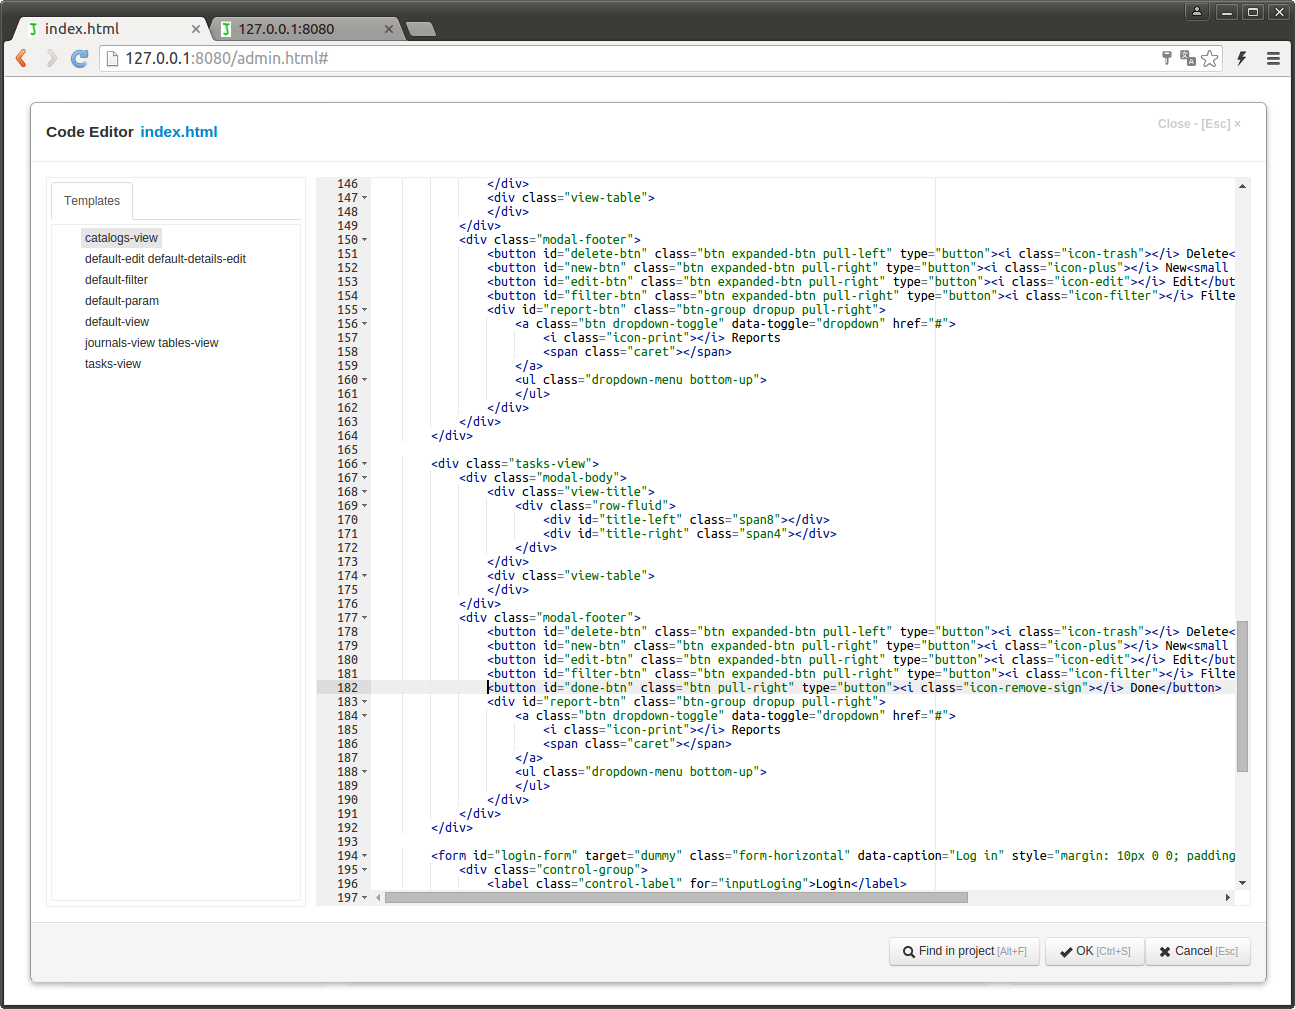 index.html
127.0.0.1:8080
127.0.0.1:8080/admin.html#
Code Editor index.html
Close - [Esc] ×
Templates
catalogs-view
default-edit default-details-edit
default-filter
default-param
default-view
journals-view tables-view
tasks-view
146 </div>
147 <div class="view-table">
148 </div>
149 </div>
150 <div class="modal-footer">
151 <button id="delete-btn" class="btn expanded-btn pull-left" type="button"><i class="icon-trash"></i> Delete<
152 <button id="new-btn" class="btn expanded-btn pull-right" type="button"><i class="icon-plus"></i> New<small
153 <button id="edit-btn" class="btn expanded-btn pull-right" type="button"><i class="icon-edit"></i> Edit</but
154 <button id="filter-btn" class="btn expanded-btn pull-right" type="button"><i class="icon-filter"></i> Filte
155 <div id="report-btn" class="btn-group dropup pull-right">
156 <a class="btn dropdown-toggle" data-toggle="dropdown" href="#">
157 <i class="icon-print"></i> Reports
158 <span class="caret"></span>
159 </a>
160 <ul class="dropdown-menu bottom-up">
161 </ul>
162 </div>
163 </div>
164 </div>
165
166 <div class="tasks-view">
167 <div class="modal-body">
168 <div class="view-title">
169 <div class="row-fluid">
170 <div id="title-left" class="span8"></div>
171 <div id="title-right" class="span4"></div>
172 </div>
173 </div>
174 <div class="view-table">
175 </div>
176 </div>
177 <div class="modal-footer">
178 <button id="delete-btn" class="btn expanded-btn pull-left" type="button"><i class="icon-trash"></i> Delete<
179 <button id="new-btn" class="btn expanded-btn pull-right" type="button"><i class="icon-plus"></i> New<small
180 <button id="edit-btn" class="btn expanded-btn pull-right" type="button"><i class="icon-edit"></i> Edit</but
181 <button id="filter-btn" class="btn expanded-btn pull-right" type="button"><i class="icon-filter"></i> Filte
182 <button id="done-btn" class="btn pull-right" type="button"><i class="icon-remove-sign"></i> Done</button>
183 <div id="report-btn" class="btn-group dropup pull-right">
184 <a class="btn dropdown-toggle" data-toggle="dropdown" href="#">
185 <i class="icon-print"></i> Reports
186 <span class="caret"></span>
187 </a>
188 <ul class="dropdown-menu bottom-up">
189 </ul>
190 </div>
191 </div>
192 </div>
193
194 <form id="login-form" target="dummy" class="form-horizontal" data-caption="Log in" style="margin: 10px 0 0; padding
195 <div class="control-group">
196 <label class="control-label" for="inputLoging">Login</label>
197
Find in project [Alt+F]
OK [Ctrl+S]
Cancel [Esc]